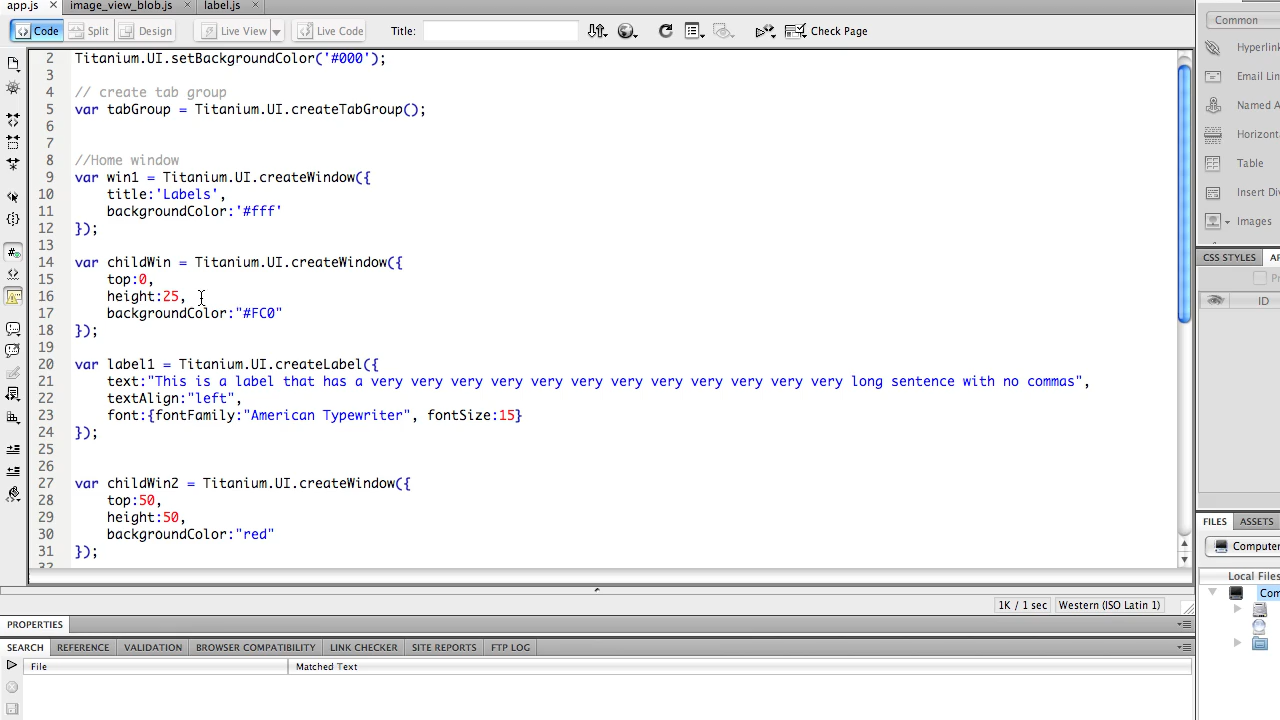 app.js × image_view_blob.js × label.js ×
Code Split Design Live View Live Code Title: Check Page
Common
2 Titanium.UI.setBackgroundColor('#000');
3
4 // create tab group
5 var tabGroup = Titanium.UI.createTabGroup();
6
7
8 //Home window
9 var win1 = Titanium.UI.createWindow({
10 title:'Labels',
11 backgroundColor:'#fff'
12 });
13
14 var childWin = Titanium.UI.createWindow({
15 top:0,
16 height:25,
17 backgroundColor:"#FC0"
18 });
19
20 var label1 = Titanium.UI.createLabel({
21 text:"This is a label that has a very very very very very very very very very very very very long sentence with no commas",
22 textAlign:"left",
23 font:{fontFamily:"American Typewriter", fontSize:15}
24 });
25
26
27 var childWin2 = Titanium.UI.createWindow({
28 top:50,
29 height:50,
30 backgroundColor:"red"
31 });
Hyperlink
Email Lin
Named A
Horizont
Table
Insert Div
Images
CSS STYLES AP
ID
FILES ASSETS
Computer
Local Files
Com
1K / 1 sec Western (ISO Latin 1)
PROPERTIES
SEARCH REFERENCE VALIDATION BROWSER COMPATIBILITY LINK CHECKER SITE REPORTS FTP LOG
File Matched Text